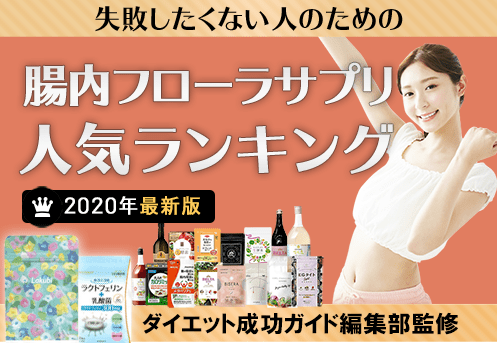 失敗したくない人のための
腸内フローラサプリ
人気ランキング
2020年最新版
Lakubi
ラクトフェリン
+
乳酸菌
ダイエット成功ガイド編集部監修